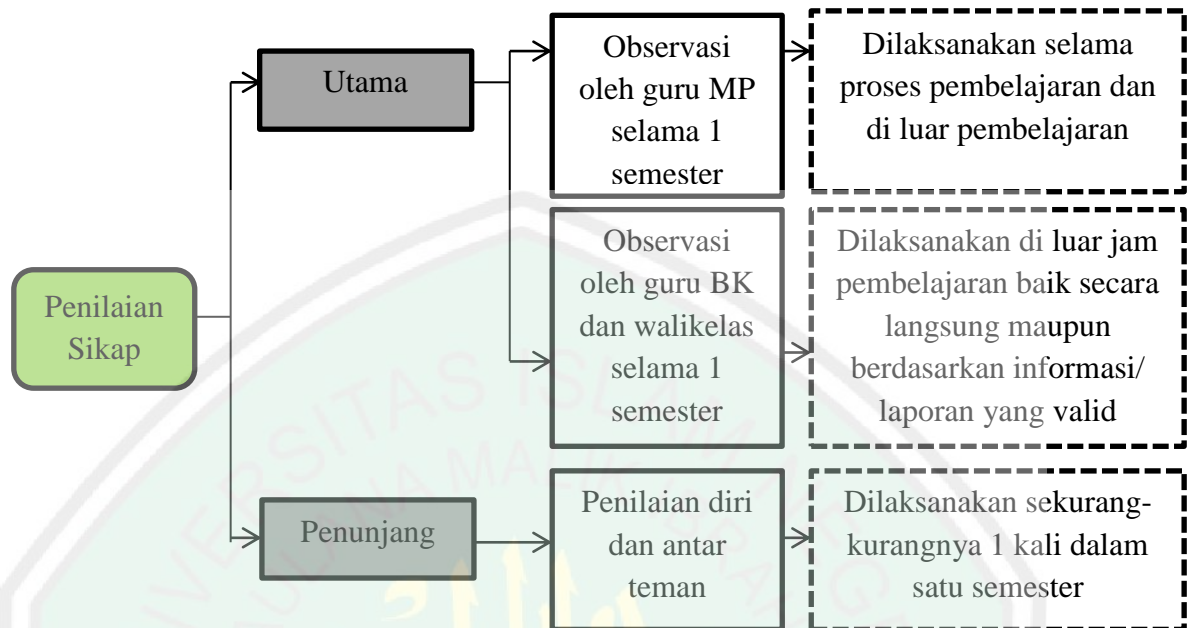 Penilaian
Sikap
Utama
Observasi
oleh guru MP
selama 1
semester
Dilaksanakan selama
proses pembelajaran dan
di luar pembelajaran
Observasi
oleh guru BK
dan walikelas
selama 1
semester
Dilaksanakan di luar jam
pembelajaran baik secara
langsung maupun
berdasarkan informasi/
laporan yang valid
Penunjang
Penilaian diri
dan antar
teman
Dilaksanakan sekurang-
kurangnya 1 kali dalam
satu semester